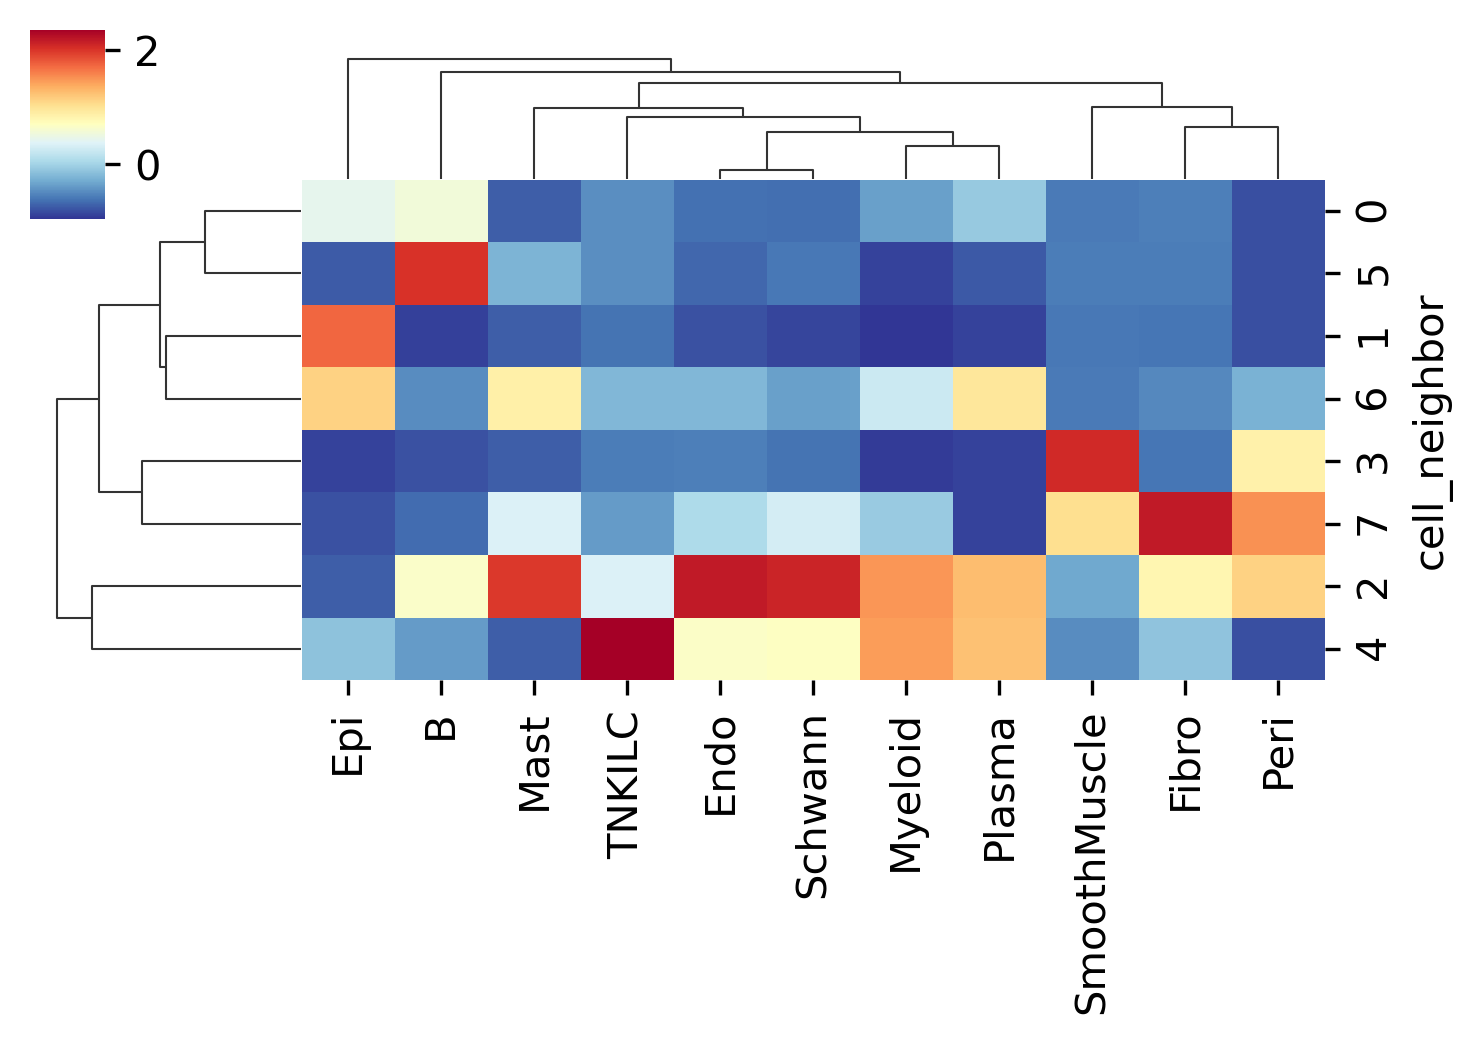 2
0
0
5
1
6
3
7
2
4
cell_neighbor
Epi
B
Mast
TNKILC
Endo
Schwann
Myeloid
Plasma
SmoothMuscle
Fibro
Peri